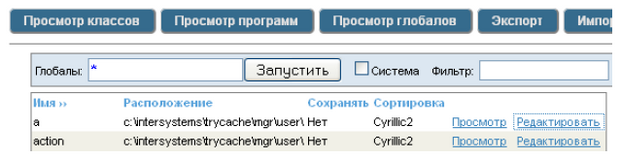 Просмотр классов Просмотр программ Просмотр глобалов Экспорт Импо
Глобалы: * Запустить Система Фильтр:
Имя ›› Расположение Сохранять Сортировка
a c:\intersystems\trycache\mgr\user\ Нет Cyrillic2 Просмотр Редактировать
action c:\intersystems\trycache\mgr\user\ Нет Cyrillic2 Просмотр Редактировать